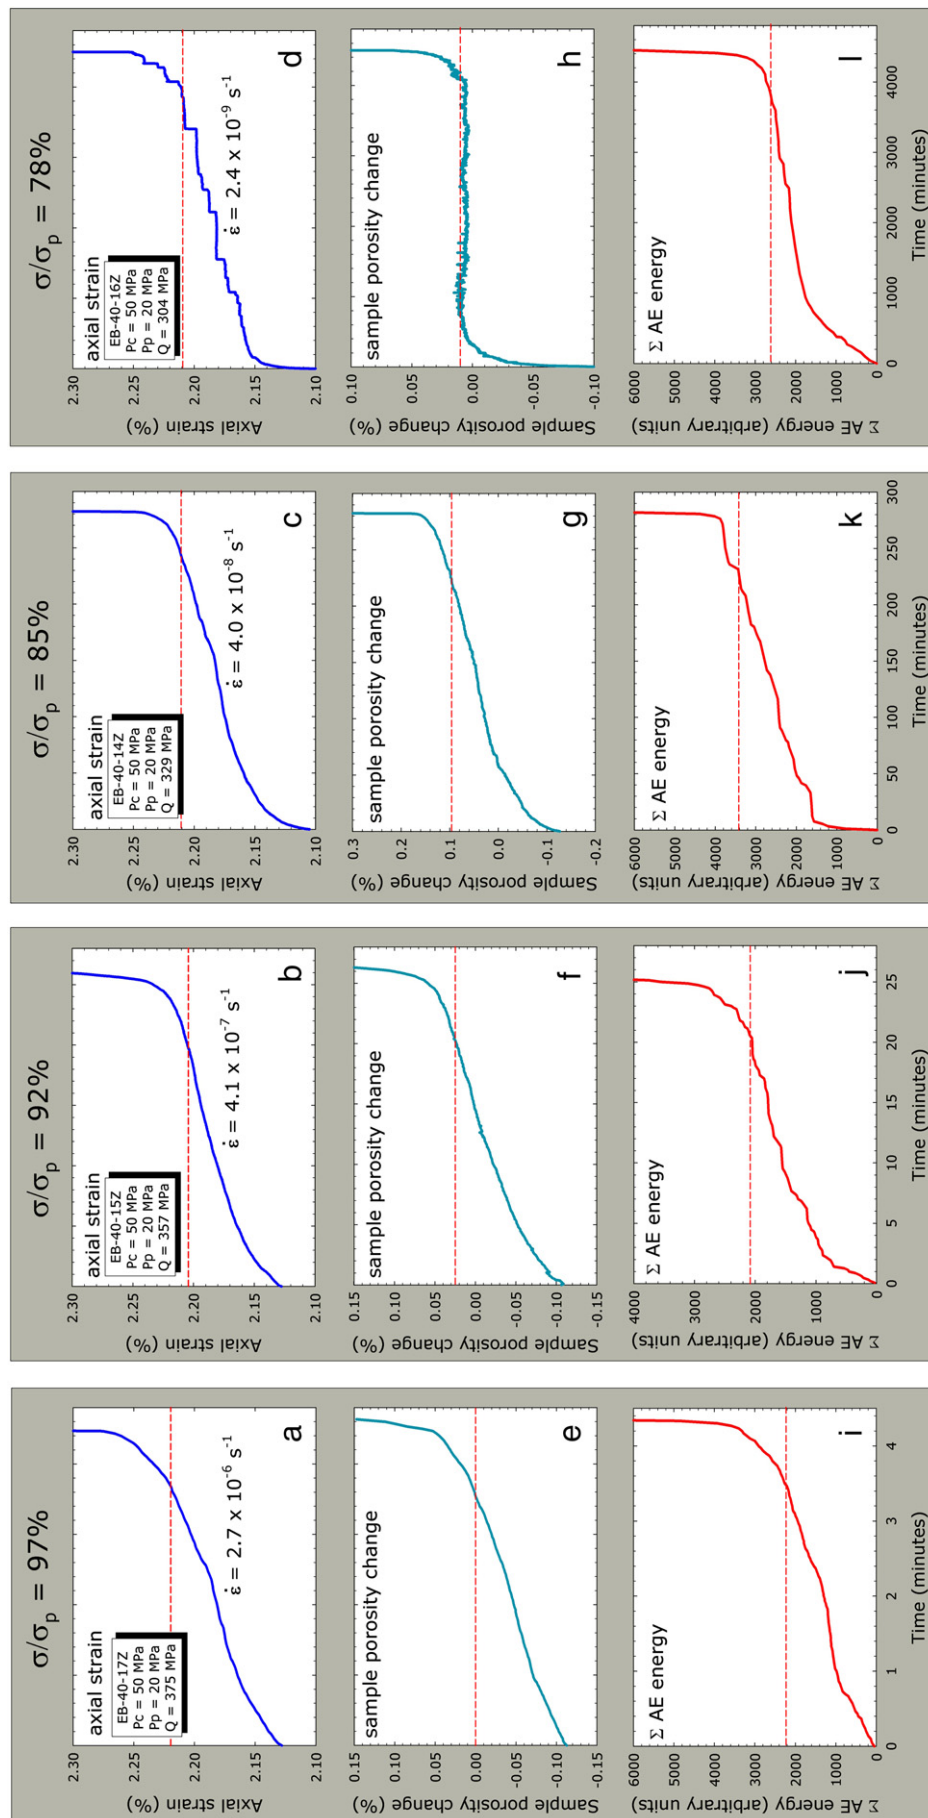 σ/σp = 97%
axial strain
EB-40-17Z
Pc = 50 MPa
Pp = 20 MPa
Q = 375 MPa
ε̇ = 2.7 x 10⁻⁶ s⁻¹
a
Axial strain (%)
2.30
2.25
2.20
2.15
2.10
sample porosity change
e
Sample porosity change (%)
0.15
0.10
0.05
0.00
-0.05
-0.10
-0.15
Σ AE energy
i
Σ AE energy (arbitrary units)
6000
5000
4000
3000
2000
1000
0
0 1 2 3 4
Time (minutes)
σ/σp = 92%
axial strain
EB-40-15Z
Pc = 50 MPa
Pp = 20 MPa
Q = 357 MPa
ε̇ = 4.1 x 10⁻⁷ s⁻¹
b
Axial strain (%)
2.30
2.25
2.20
2.15
2.10
sample porosity change
f
Sample porosity change (%)
0.15
0.10
0.05
0.00
-0.05
-0.10
-0.15
Σ AE energy
j
Σ AE energy (arbitrary units)
4000
3000
2000
1000
0
0 5 10 15 20 25
Time (minutes)
σ/σp = 85%
axial strain
EB-40-14Z
Pc = 50 MPa
Pp = 20 MPa
Q = 329 MPa
ε̇ = 4.0 x 10⁻⁸ s⁻¹
c
Axial strain (%)
2.30
2.25
2.20
2.15
2.10
sample porosity change
g
Sample porosity change (%)
0.3
0.2
0.1
0.0
-0.1
-0.2
Σ AE energy
k
Σ AE energy (arbitrary units)
6000
5000
4000
3000
2000
1000
0
0 50 100 150 200 250 300
Time (minutes)
σ/σp = 78%
axial strain
EB-40-16Z
Pc = 50 MPa
Pp = 20 MPa
Q = 304 MPa
ε̇ = 2.4 x 10⁻⁹ s⁻¹
d
Axial strain (%)
2.30
2.25
2.20
2.15
2.10
sample porosity change
h
Sample porosity change (%)
0.10
0.05
0.00
-0.05
-0.10
Σ AE energy
l
Σ AE energy (arbitrary units)
6000
5000
4000
3000
2000
1000
0
0 1000 2000 3000 4000
Time (minutes)